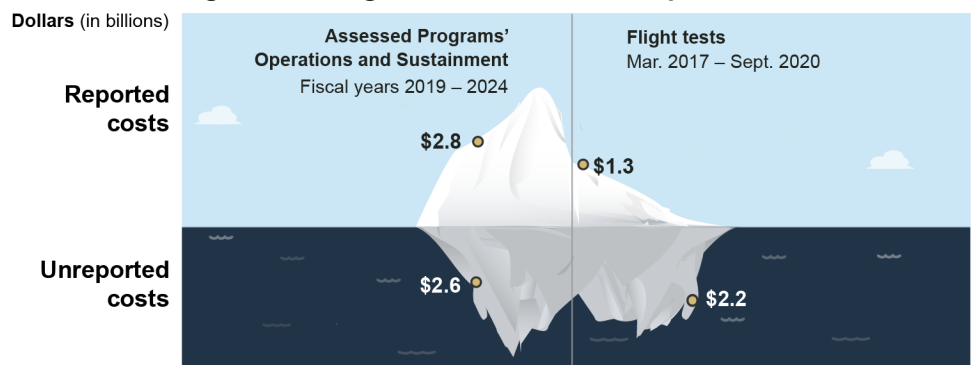 Dollars (in billions)
Assessed Programs’
Operations and Sustainment
Fiscal years 2019 – 2024
Flight tests
Mar. 2017 – Sept. 2020
Reported
costs
$2.8
$1.3
Unreported
costs
$2.6
$2.2